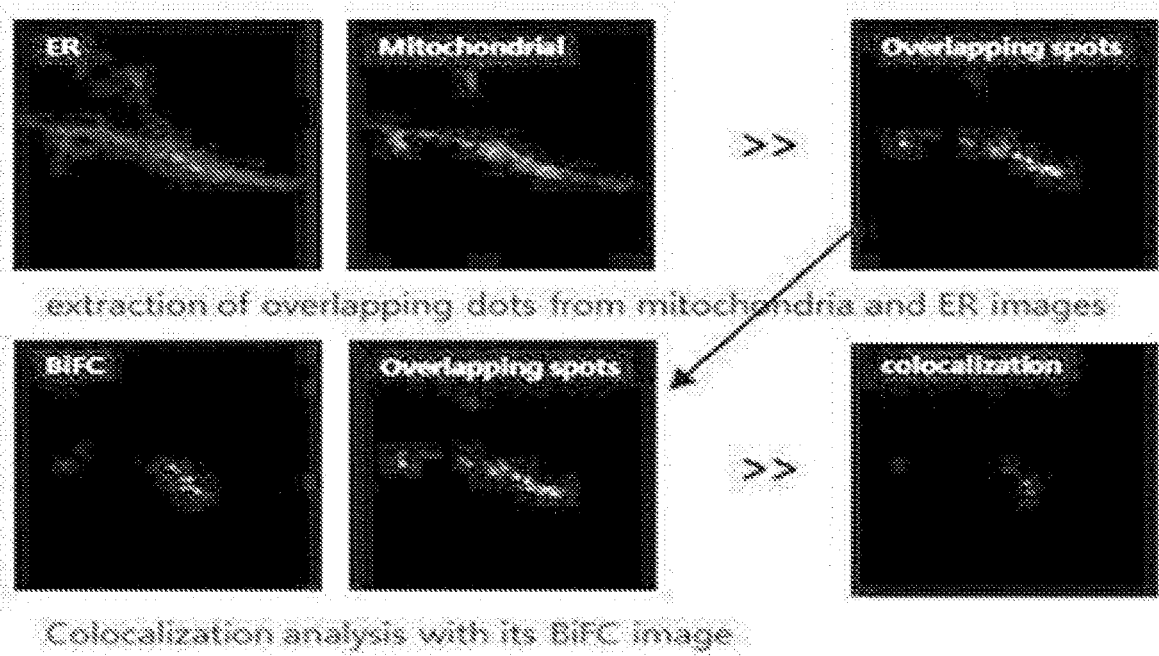 ER
Mitochondrial
>>
Overlapping spots
extraction of overlapping dots from mitochondria and ER images
BiFC
Overlapping spots
>>
colocalization
Colocalization analysis with its BiFC image